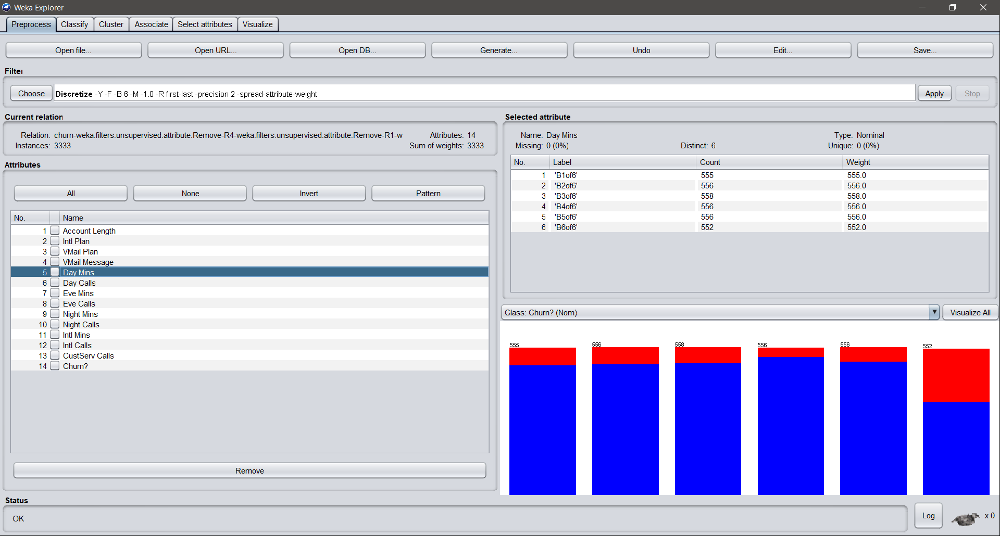 Weka Explorer
Preprocess Classify Cluster Associate Select attributes Visualize
Open file... Open URL... Open DB... Generate... Undo Edit... Save...
Filter
Choose Discretize -Y -F -B 6 -M -1.0 -R first-last -precision 2 -spread-attribute-weight Apply Stop
Current relation
Relation: churn-weka.filters.unsupervised.attribute.Remove-R4-weka.filters.unsupervised.attribute.Remove-R1-w Attributes: 14
Instances: 3333 Sum of weights: 3333
Attributes
All None Invert Pattern
No. Name
1 Account Length
2 Intl Plan
3 VMail Plan
4 VMail Message
5 Day Mins
6 Day Calls
7 Eve Mins
8 Eve Calls
9 Night Mins
10 Night Calls
11 Intl Mins
12 Intl Calls
13 CustServ Calls
14 Churn?
Remove
Selected attribute
Name: Day Mins Type: Nominal
Missing: 0 (0%) Distinct: 6 Unique: 0 (0%)
No. Label Count Weight
1 'B1of6' 555 555.0
2 'B2of6' 556 556.0
3 'B3of6' 558 558.0
4 'B4of6' 556 556.0
5 'B5of6' 556 556.0
6 'B6of6' 552 552.0
Class: Churn? (Nom) Visualize All
555 556 558 556 556 552
Status
OK Log x 0